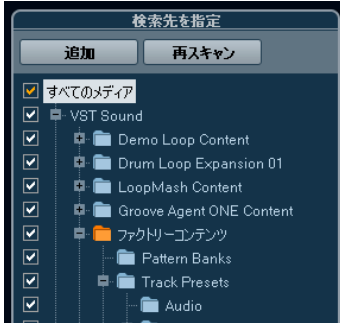 検索先を指定
追加 再スキャン
すべてのメディア
VST Sound
Demo Loop Content
Drum Loop Expansion 01
LoopMash Content
Groove Agent ONE Content
ファクトリーコンテンツ
Pattern Banks
Track Presets
Audio